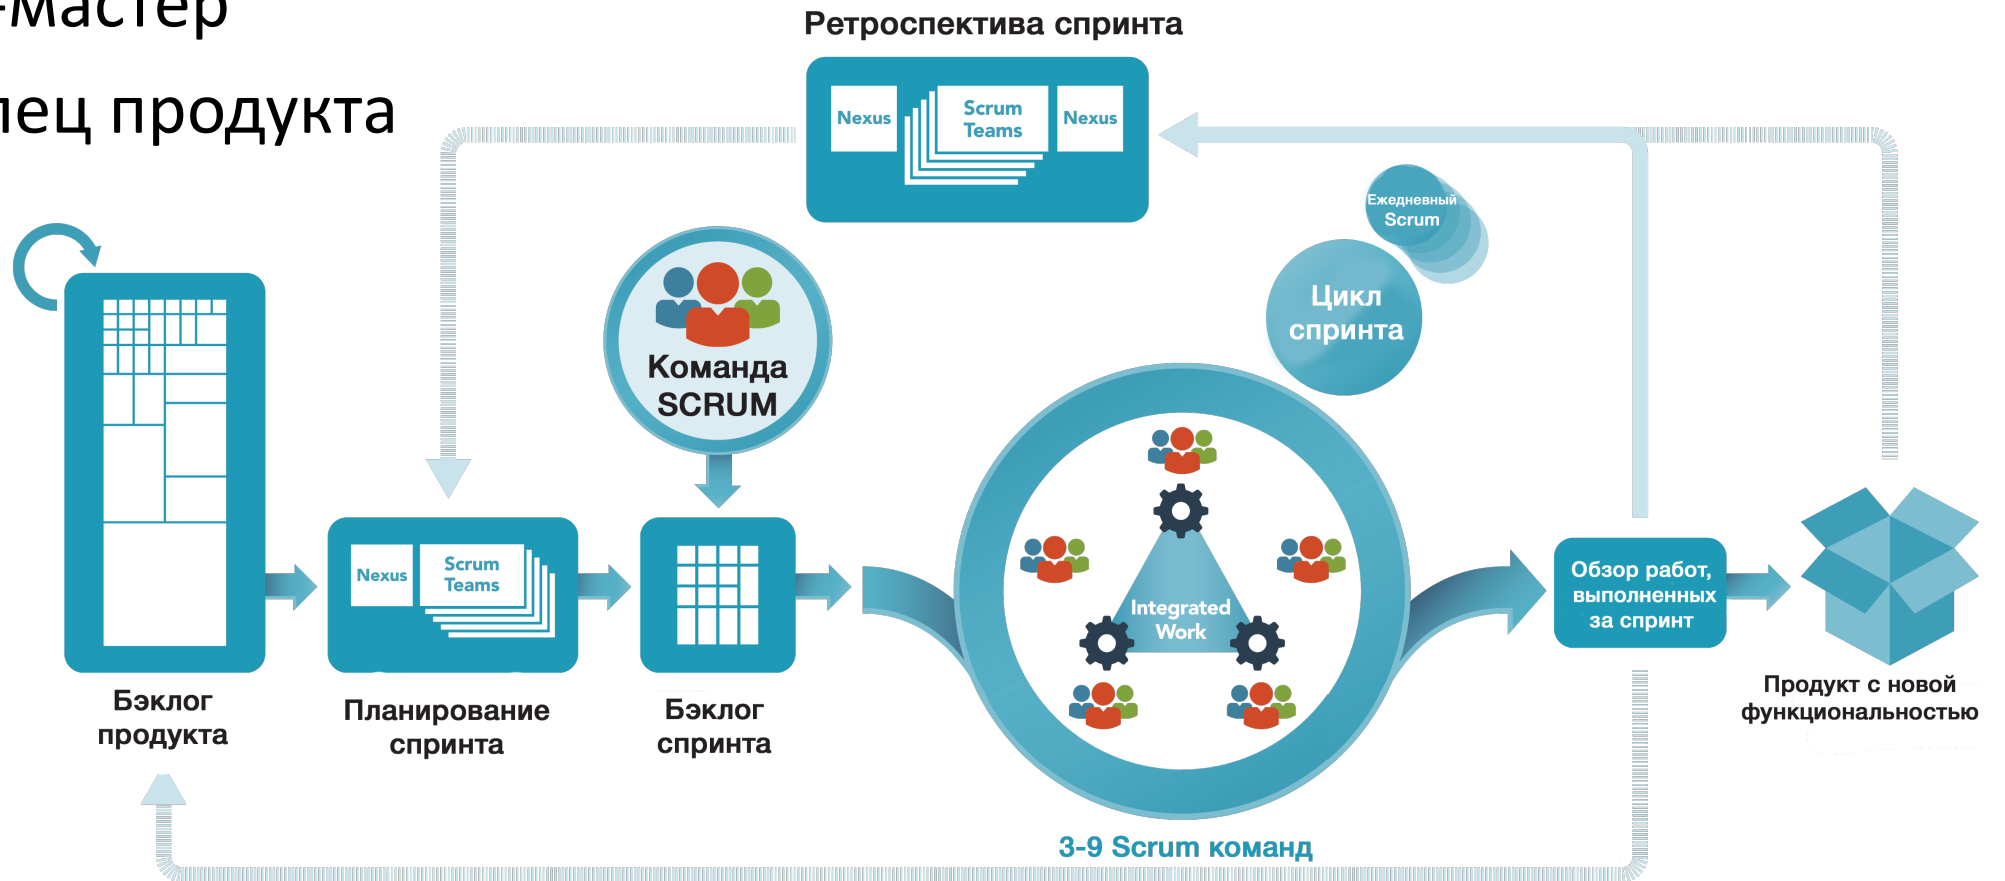 -мастер
лец продукта
Ретроспектива спринта
Nexus
Scrum
Teams
Nexus
Ежедневный
Scrum
Цикл
спринта
Команда
SCRUM
Nexus
Scrum
Teams
Integrated
Work
Обзор работ,
выполненных
за спринт
Бэклог
продукта
Планирование
спринта
Бэклог
спринта
Продукт с новой
функциональностью
3-9 Scrum команд